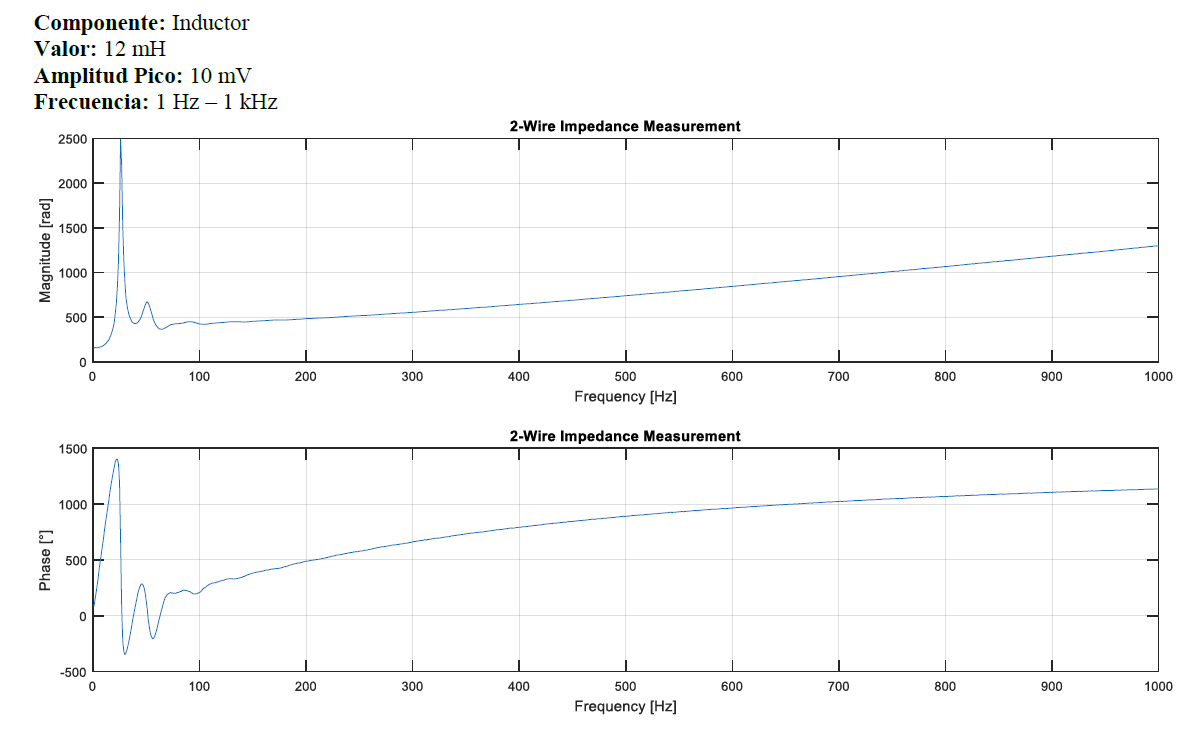 Componente: Inductor
Valor: 12 mH
Amplitud Pico: 10 mV
Frecuencia: 1 Hz – 1 kHz
2-Wire Impedance Measurement
2500
2000
1500
1000
500
0
Magnitude [rad]
0 100 200 300 400 500 600 700 800 900 1000
Frequency [Hz]
2-Wire Impedance Measurement
1500
1000
500
0
-500
Phase [°]
0 100 200 300 400 500 600 700 800 900 1000
Frequency [Hz]